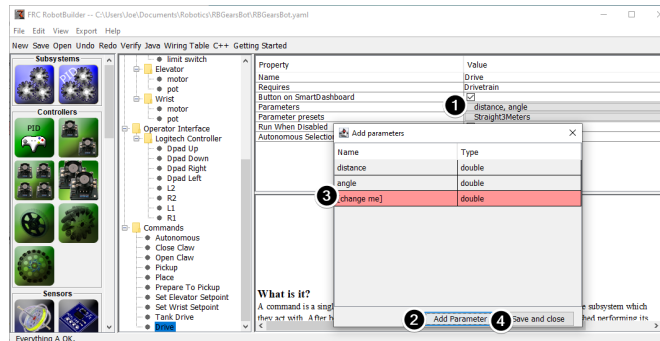 FRC RobotBuilder -- C:\Users\Joe\Documents\Robotics\RBGearsBot\RBGearsBot.yaml
File Edit View Export Help
New Save Open Undo Redo Verify Java Wiring Table C++ Getting Started
Subsystems
PID
Controllers
PID
Sensors
limit switch
Elevator
motor
pot
Wrist
motor
pot
Operator Interface
Logitech Controller
Dpad Up
Dpad Down
Dpad Right
Dpad Left
L2
R2
L1
R1
Commands
Autonomous
Close Claw
Open Claw
Pickup
Place
Prepare To Pickup
Set Elevator Setpoint
Set Wrist Setpoint
Tank Drive
Drive
Property Value
Name Drive
Requires Drivetrain
Button on SmartDashboard
Parameters 1 distance, angle
Parameter presets Straight3Meters
Run When Disabled
Autonomous Selection
Add parameters
Name Type
distance double
angle double
3 [change me] double
2 Add Parameter 4 Save and close
What is it?
A command is a singl e subsystem which
they act with. After b hed performing its
Everything A OK.